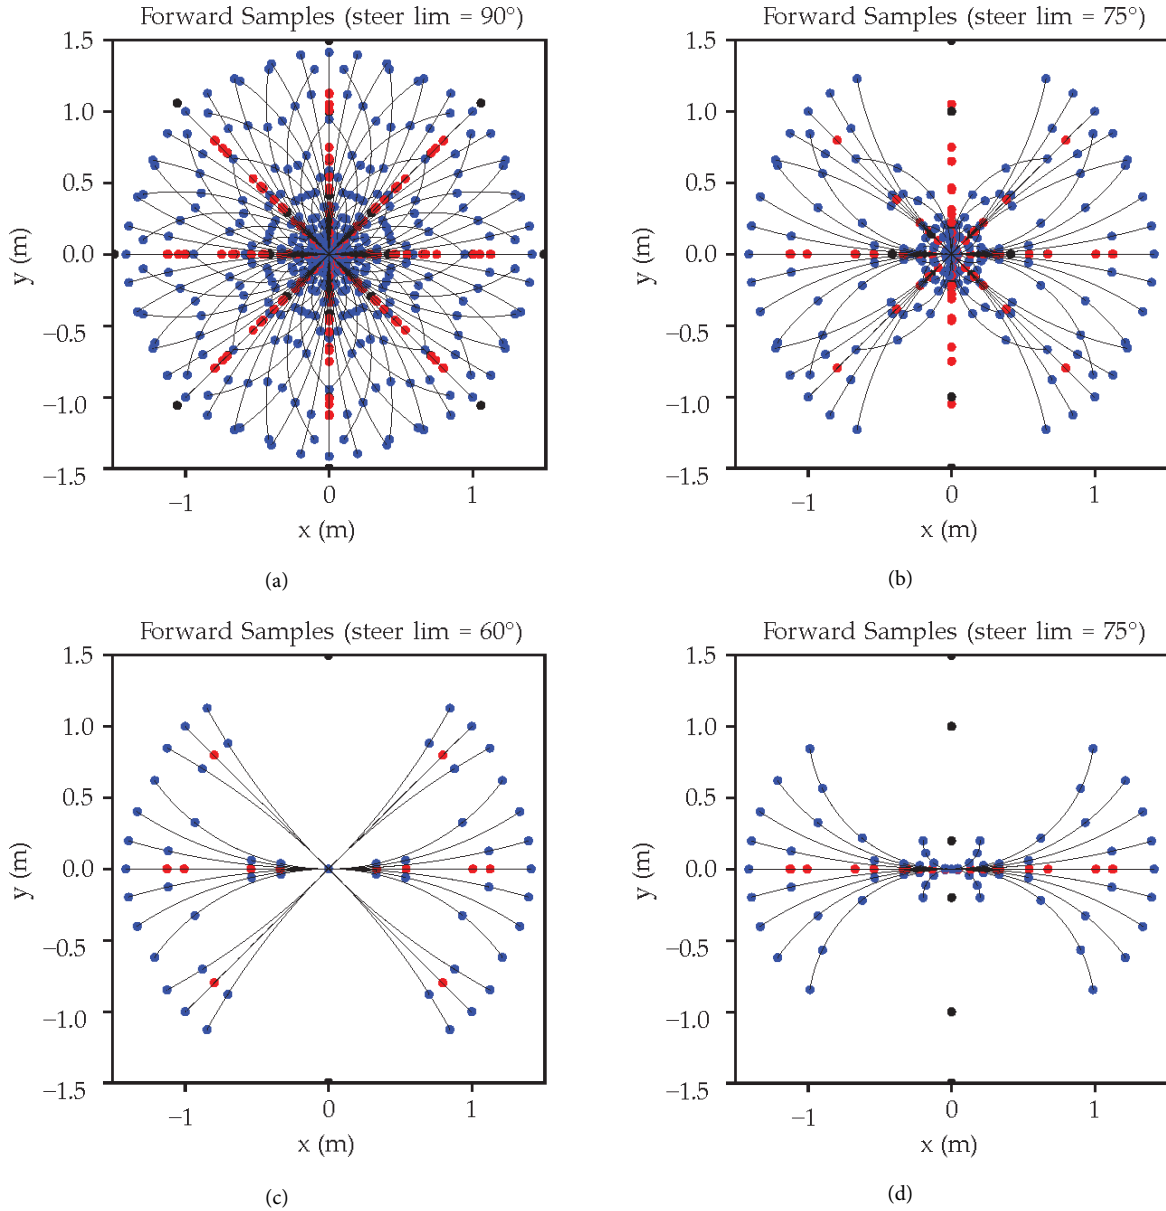 Forward Samples (steer lim = 90°)
1.5
1.0
0.5
0.0
−0.5
−1.0
−1.5
y (m)
−1
0
1
x (m)
(a)
Forward Samples (steer lim = 75°)
1.5
1.0
0.5
0.0
−0.5
−1.0
−1.5
y (m)
−1
0
1
x (m)
(b)
Forward Samples (steer lim = 60°)
1.5
1.0
0.5
0.0
−0.5
−1.0
−1.5
y (m)
−1
0
1
x (m)
(c)
Forward Samples (steer lim = 75°)
1.5
1.0
0.5
0.0
−0.5
−1.0
−1.5
y (m)
−1
0
1
x (m)
(d)